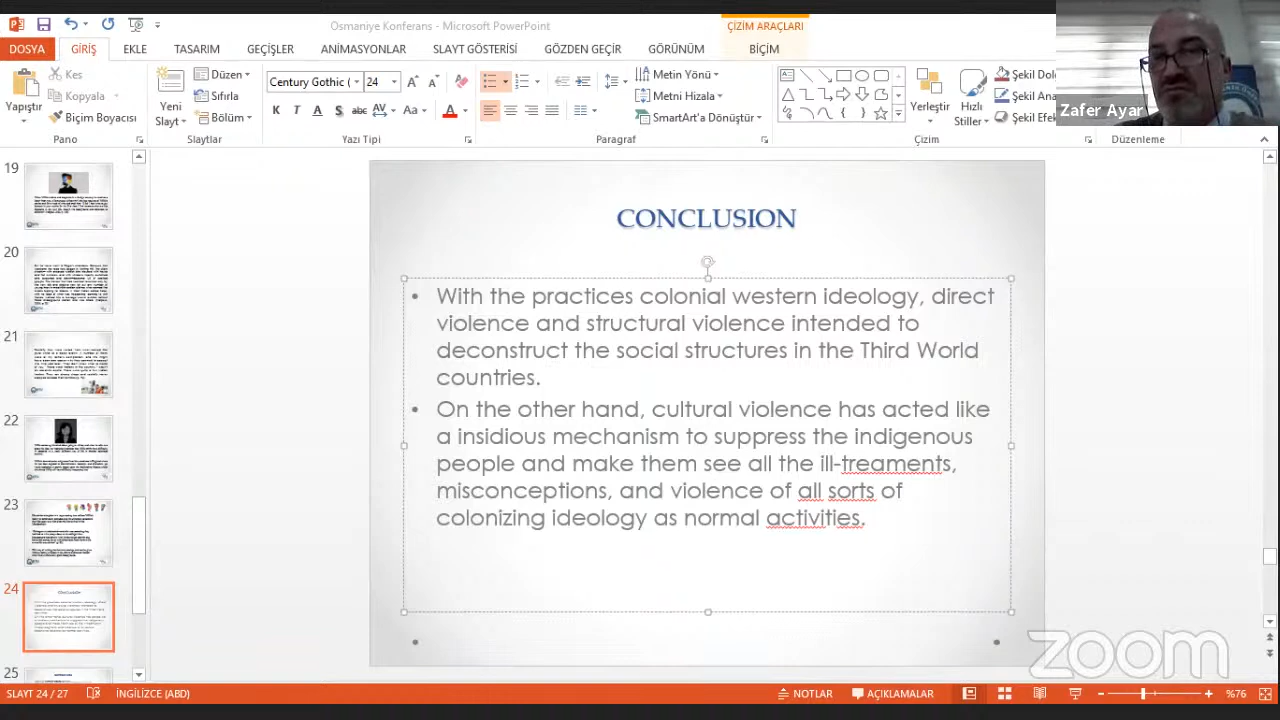 Osmaniye Konferans - Microsoft PowerPoint
ÇİZİM ARAÇLARI
DOSYA GİRİŞ EKLE TASARIM GEÇİŞLER ANİMASYONLAR SLAYT GÖSTERİSİ GÖZDEN GEÇİR GÖRÜNÜM BİÇİM
Yapıştır
Kes
Kopyala
Biçim Boyacısı
Pano
Yeni
Slayt
Düzen
Sıfırla
Bölüm
Slaytlar
Century Gothic ( 24
Yazı Tipi
Metin Yönü
Metni Hizala
SmartArt'a Dönüştür
Paragraf
Yerleştir
Hızlı
Stiller
Şekil Dol
Şekil Ana
Şekil Efek
Çizim
Düzenleme
Zafer Ayar
19
20
21
22
23
24
25
CONCLUSION
• With the practices colonial western ideology, direct
violence and structural violence intended to
deconstruct the social structures in the Third World
countries.
• On the other hand, cultural violence has acted like
a insidious mechanism to suppress the indigenous
people and make them see all the ill-treaments,
misconceptions, and violence of all sorts of
colonizing ideology as normal activities.
zoom
SLAYT 24 / 27 İNGİLİZCE (ABD) NOTLAR AÇIKLAMALAR %76